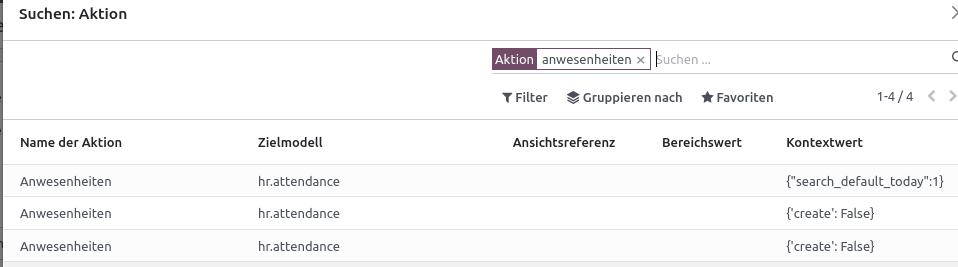 Suchen: Aktion
Aktion anwesenheiten × Suchen ...
Filter Gruppieren nach Favoriten 1-4 / 4
Name der Aktion Zielmodell Ansichtsreferenz Bereichswert Kontextwert
Anwesenheiten hr.attendance {"search_default_today":1}
Anwesenheiten hr.attendance {'create': False}
Anwesenheiten hr.attendance {'create': False}